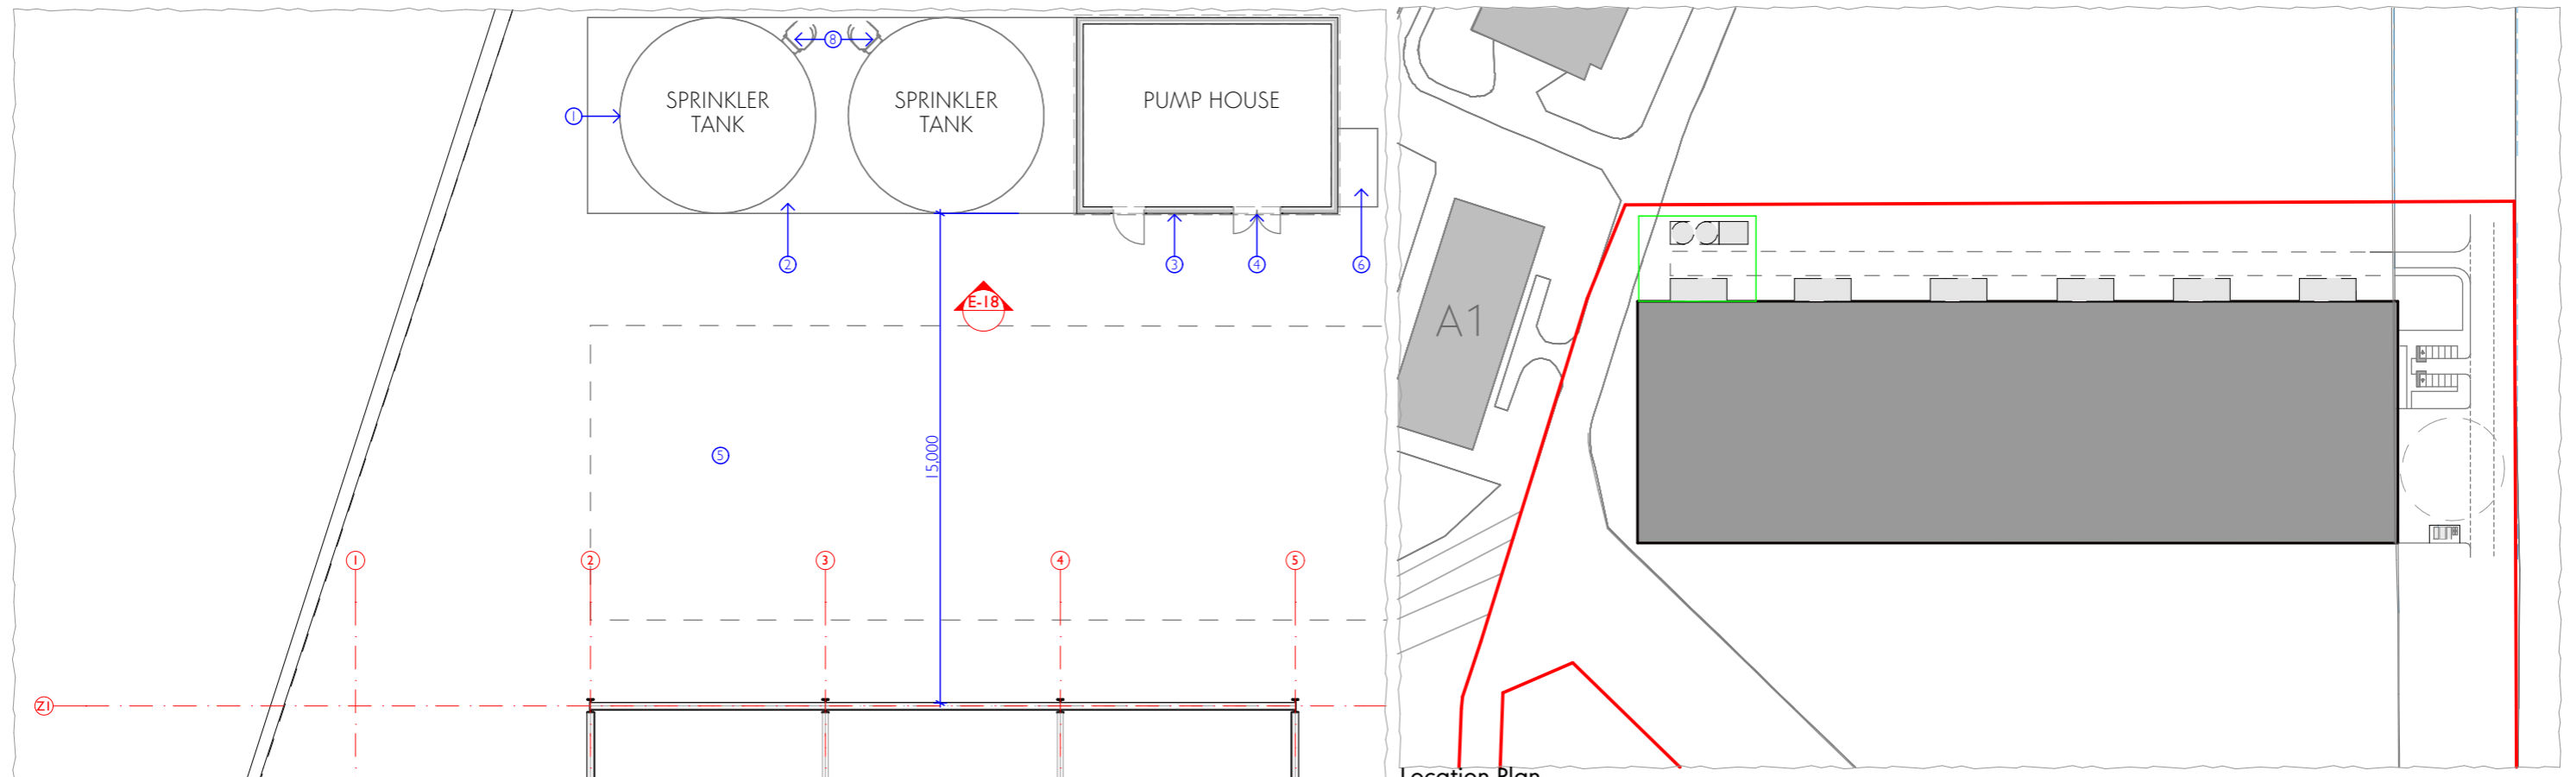 8
SPRINKLER
TANK
SPRINKLER
TANK
PUMP HOUSE
1
2
3
4
6
E-18
A1
15,000
5
1
2
3
4
5
Z1
Location Plan